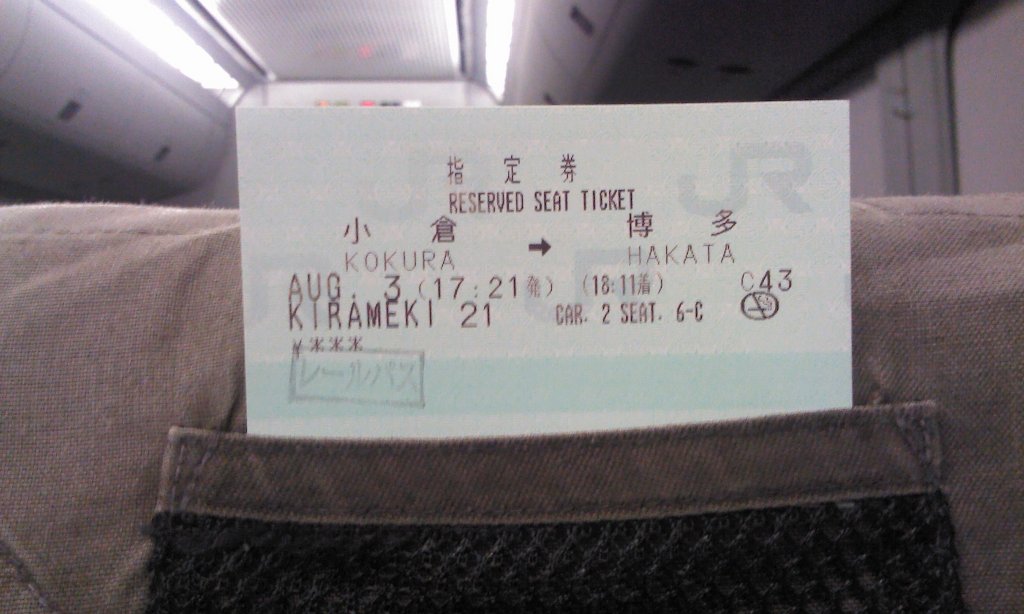 指定券
RESERVED SEAT TICKET
小倉 → 博多
KOKURA HAKATA
AUG. 3 (17:21発) (18:11着) C43
KIRAMEKI 21 CAR. 2 SEAT. 6-C
¥***
レールパス
JR